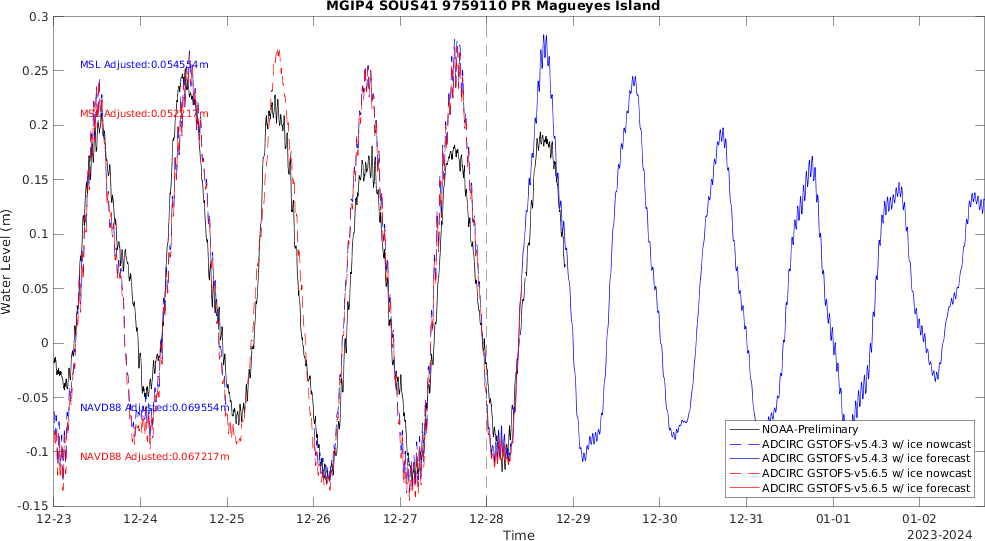 MGIP4 SOUS41 9759110 PR Magueyes Island
0.3
0.25
0.2
0.15
0.1
0.05
0
-0.05
-0.1
-0.15
Water Level (m)
MSL Adjusted:0.054554m
MSL Adjusted:0.052217m
NAVD88 Adjusted:0.069554m
NAVD88 Adjusted:0.067217m
NOAA-Preliminary
ADCIRC GSTOFS-v5.4.3 w/ ice nowcast
ADCIRC GSTOFS-v5.4.3 w/ ice forecast
ADCIRC GSTOFS-v5.6.5 w/ ice nowcast
ADCIRC GSTOFS-v5.6.5 w/ ice forecast
12-23 12-24 12-25 12-26 12-27 12-28 12-29 12-30 12-31 01-01 01-02
Time
2023-2024